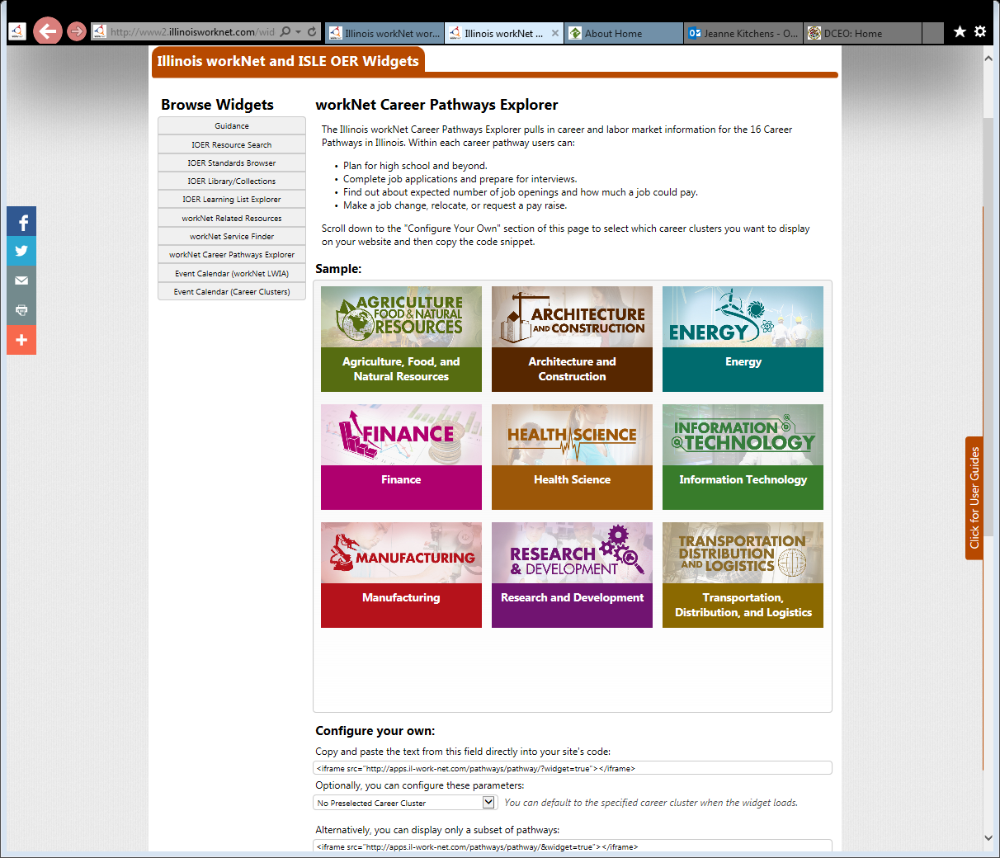 http://www2.illinoisworknet.com/wid
Illinois workNet wor...
Illinois workNet ...
About Home
Jeanne Kitchens - O...
DCEO: Home
Illinois workNet and ISLE OER Widgets
Browse Widgets
Guidance
IOER Resource Search
IOER Standards Browser
IOER Library/Collections
IOER Learning List Explorer
workNet Related Resources
workNet Service Finder
workNet Career Pathways Explorer
Event Calendar (workNet LWIA)
Event Calendar (Career Clusters)
workNet Career Pathways Explorer
The Illinois workNet Career Pathways Explorer pulls in career and labor market information for the 16 Career
Pathways in Illinois. Within each career pathway users can:
• Plan for high school and beyond.
• Complete job applications and prepare for interviews.
• Find out about expected number of job openings and how much a job could pay.
• Make a job change, relocate, or request a pay raise.
Scroll down to the "Configure Your Own" section of this page to select which career clusters you want to display
on your website and then copy the code snippet.
Sample:
AGRICULTURE
FOOD & NATURAL
RESOURCES
Agriculture, Food, and
Natural Resources
ARCHITECTURE
AND CONSTRUCTION
Architecture and
Construction
ENERGY
Energy
FINANCE
Finance
HEALTH SCIENCE
Health Science
INFORMATION
TECHNOLOGY
Information Technology
MANUFACTURING
Manufacturing
RESEARCH
& DEVELOPMENT
Research and Development
TRANSPORTATION
DISTRIBUTION
AND LOGISTICS
Transportation,
Distribution, and Logistics
Click for User Guides
Configure your own:
Copy and paste the text from this field directly into your site's code:
<iframe src="http://apps.il-work-net.com/pathways/pathway/?widget=true"></iframe>
Optionally, you can configure these parameters:
No Preselected Career Cluster
You can default to the specified career cluster when the widget loads.
Alternatively, you can display only a subset of pathways:
<iframe src="http://apps.il-work-net.com/pathways/pathway/&widget=true"></iframe>